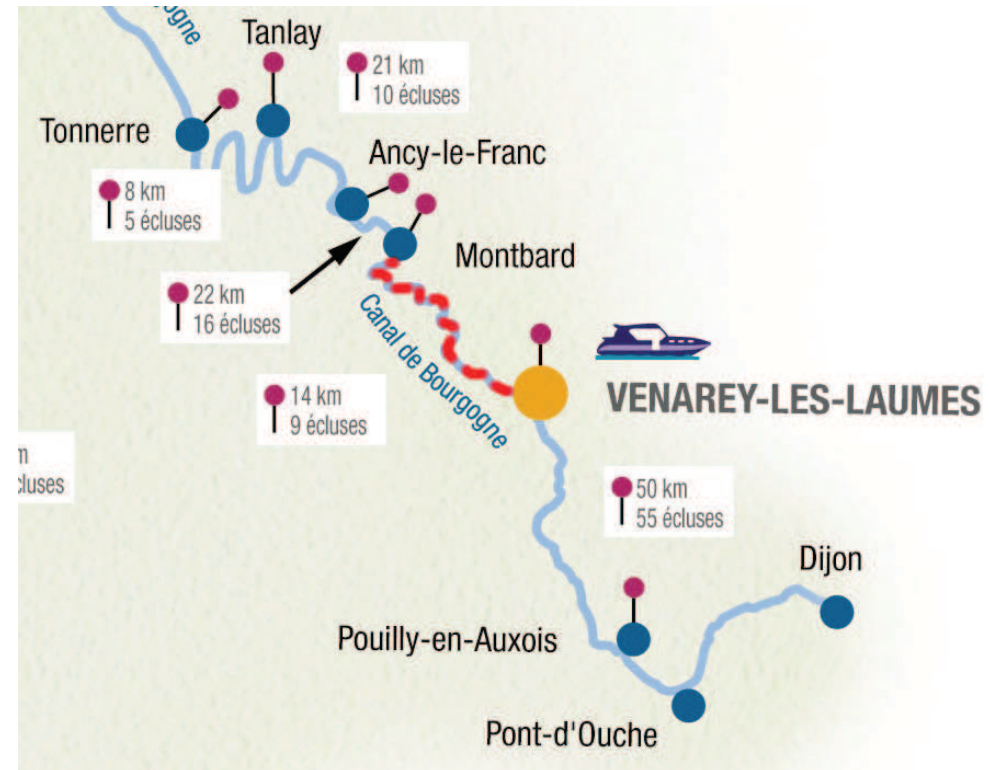 ogne
Tanlay
21 km
10 écluses
Tonnerre
Ancy-le-Franc
8 km
5 écluses
Montbard
22 km
16 écluses
Canal de Bourgogne
14 km
9 écluses
VENAREY-LES-LAUMES
m
cluses
50 km
55 écluses
Dijon
Pouilly-en-Auxois
Pont-d'Ouche